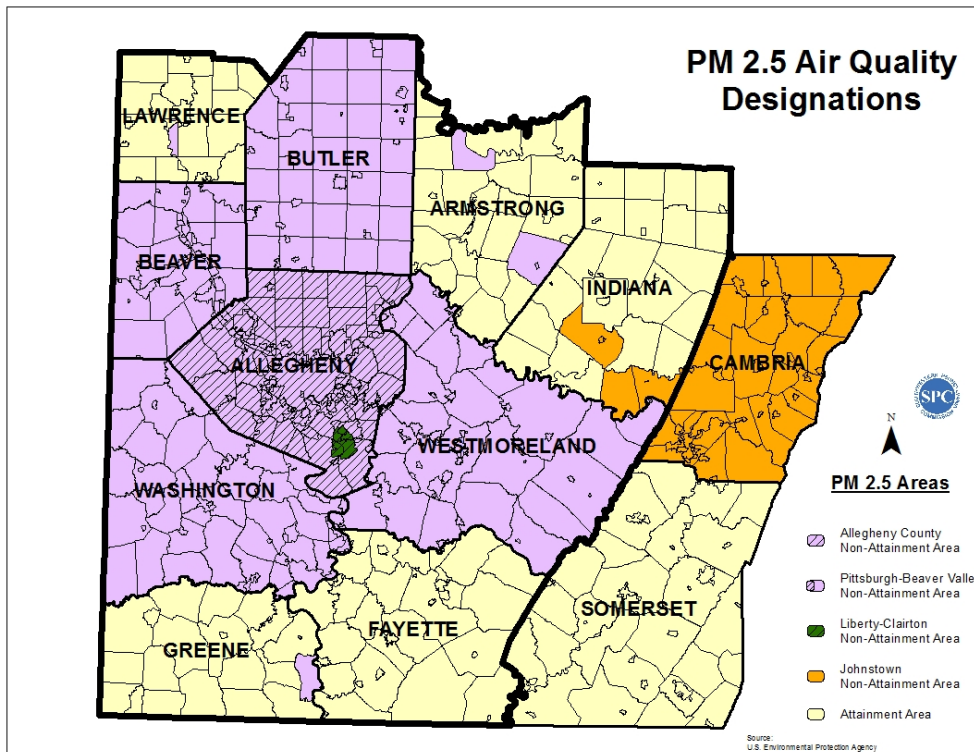 PM 2.5 Air Quality
Designations
LAWRENCE
BUTLER
ARMSTRONG
BEAVER
INDIANA
ALLEGHENY
CAMBRIA
SPC
N
WESTMORELAND
WASHINGTON
PM 2.5 Areas
Allegheny County
Non-Attainment Area
Pittsburgh-Beaver Valle
Non-Attainment Area
Liberty-Clairton
Non-Attainment Area
Johnstown
Non-Attainment Area
Attainment Area
SOMERSET
FAYETTE
GREENE
Source:
U.S. Environmental Protection Agency